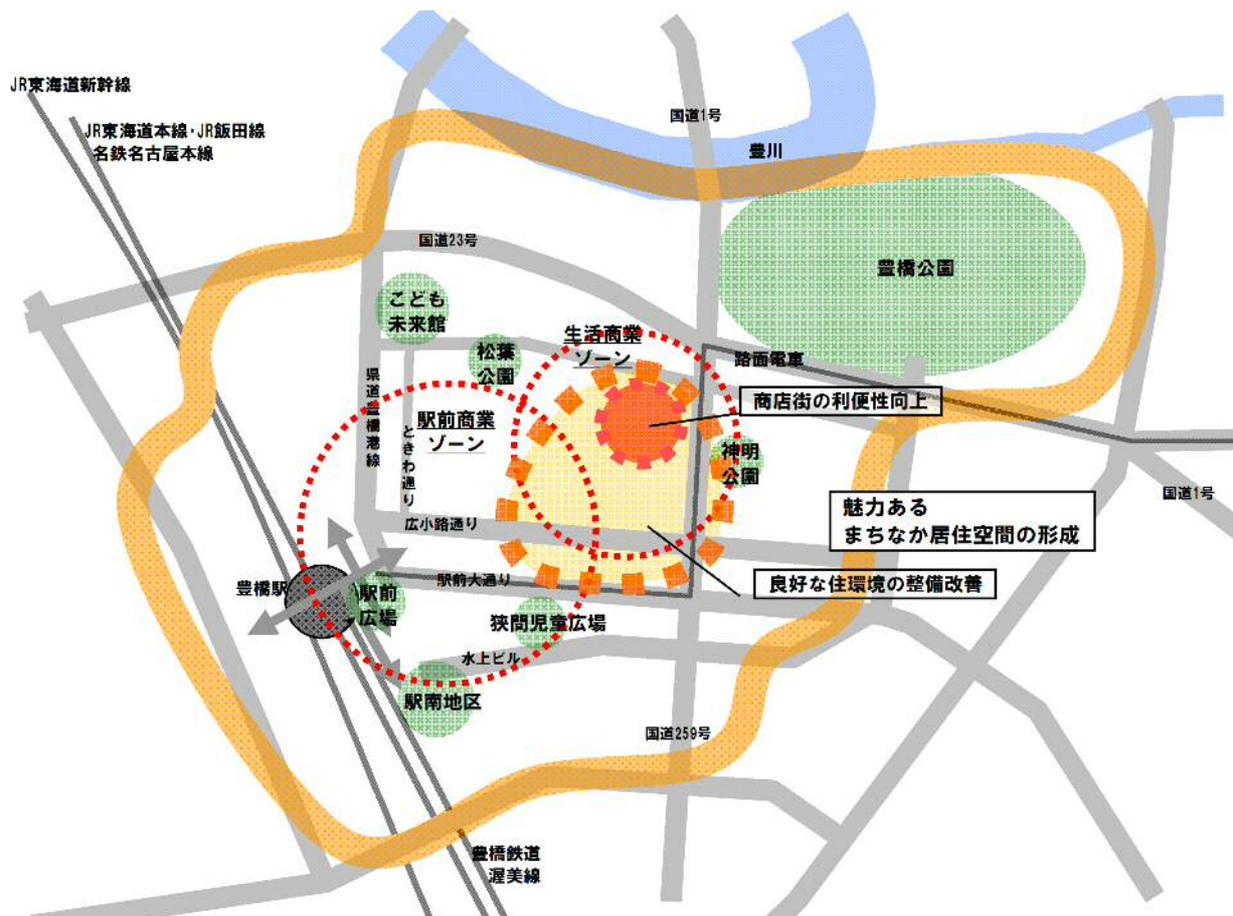 JR東海道新幹線
JR東海道本線・JR飯田線
名鉄名古屋本線
国道1号
豊川
国道23号
豊橋公園
こども
未来館
生活商業
ゾーン
松葉
公園
路面電車
県道豊橋港線
ときわ通り
駅前商業
ゾーン
商店街の利便性向上
神明
公園
国道1号
魅力ある
まちなか居住空間の形成
広小路通り
豊橋駅
駅前
広場
駅前大通り
良好な住環境の整備改善
狭間児童広場
水上ビル
駅南地区
国道259号
豊橋鉄道
渥美線